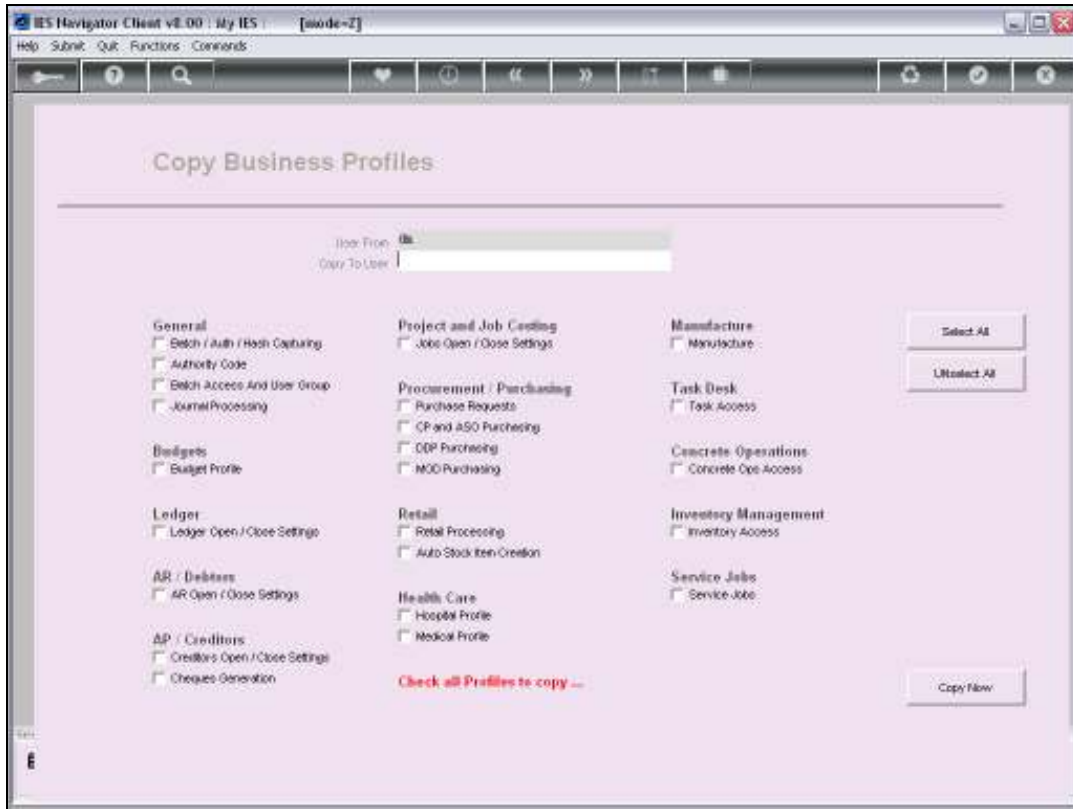 IES Navigator Client v8.00 : My IES : [mode=Z]
Help Submit Quit Functions Commands
Copy Business Profiles
User From
Copy To User
General
Batch / Auth / Hash Capturing
Authority Code
Batch Access And User Group
Journal Processing
Budgets
Budget Profile
Ledger
Ledger Open / Close Settings
AR / Debtors
AR Open / Close Settings
AP / Creditors
Creditors Open / Close Settings
Cheques Generation
Project and Job Costing
Jobs Open / Close Settings
Procurement / Purchasing
Purchase Requests
CP and ASO Purchasing
ODP Purchasing
MOD Purchasing
Retail
Retail Processing
Auto Stock Item Creation
Health Care
Hospital Profile
Medical Profile
Check all Profiles to copy ...
Manufacture
Manufacture
Task Desk
Task Access
Concrete Operations
Concrete Ops Access
Inventory Management
Inventory Access
Service Jobs
Service Jobs
Select All
UNselect All
Copy Now